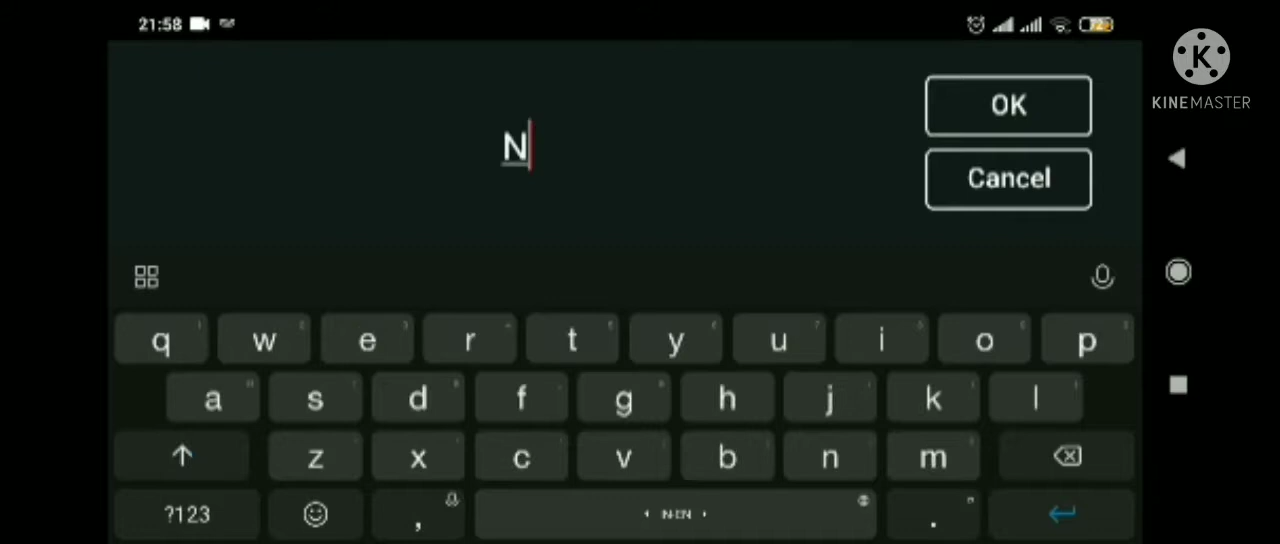 21:58
K
KINEMASTER
N
OK
Cancel
q w e r t y u i o p
a s d f g h j k l
z x c v b n m
?123 , .